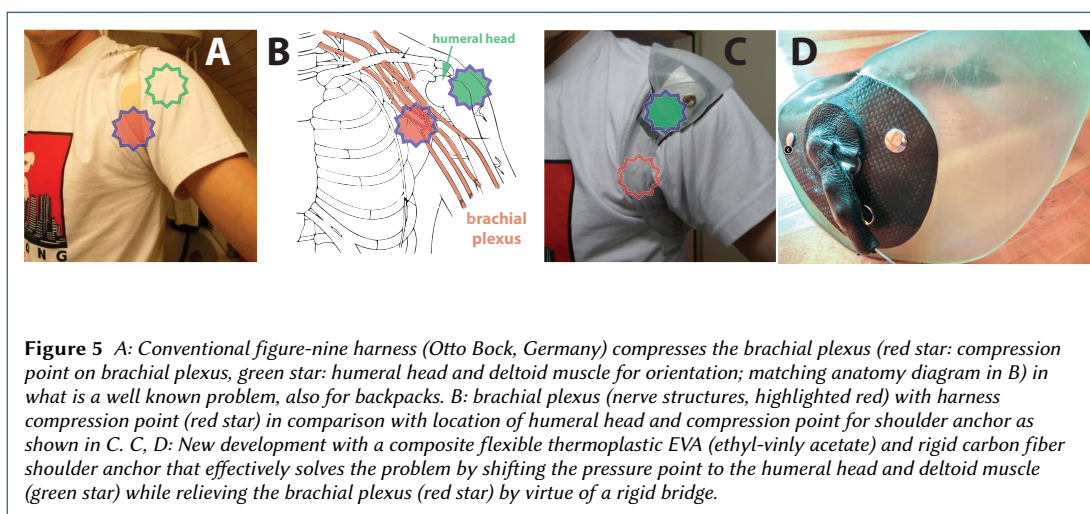 A
B
humeral head
brachial
plexus
C
D
N G
Figure 5 A: Conventional figure-nine harness (Otto Bock, Germany) compresses the brachial plexus (red star: compression
point on brachial plexus, green star: humeral head and deltoid muscle for orientation; matching anatomy diagram in B) in
what is a well known problem, also for backpacks. B: brachial plexus (nerve structures, highlighted red) with harness
compression point (red star) in comparison with location of humeral head and compression point for shoulder anchor as
shown in C. C, D: New development with a composite flexible thermoplastic EVA (ethyl-vinly acetate) and rigid carbon fiber
shoulder anchor that effectively solves the problem by shifting the pressure point to the humeral head and deltoid muscle
(green star) while relieving the brachial plexus (red star) by virtue of a rigid bridge.